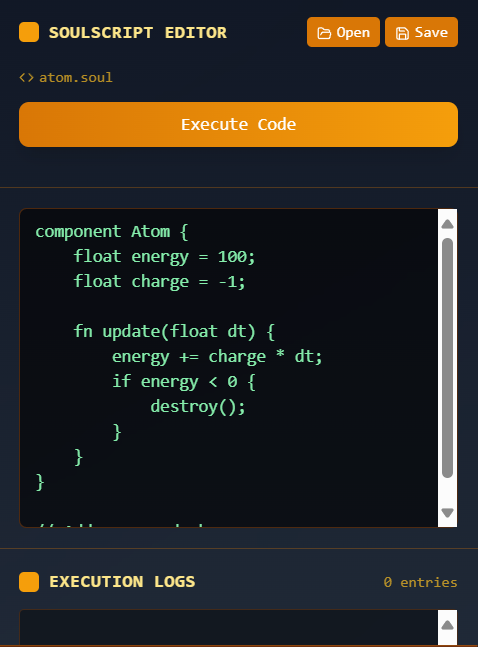 SOULSCRIPT EDITOR
Open
Save
<> atom.soul
Execute Code
component Atom {
    float energy = 100;
    float charge = -1;

    fn update(float dt) {
        energy += charge * dt;
        if energy < 0 {
            destroy();
        }
    }
}
EXECUTION LOGS
0 entries